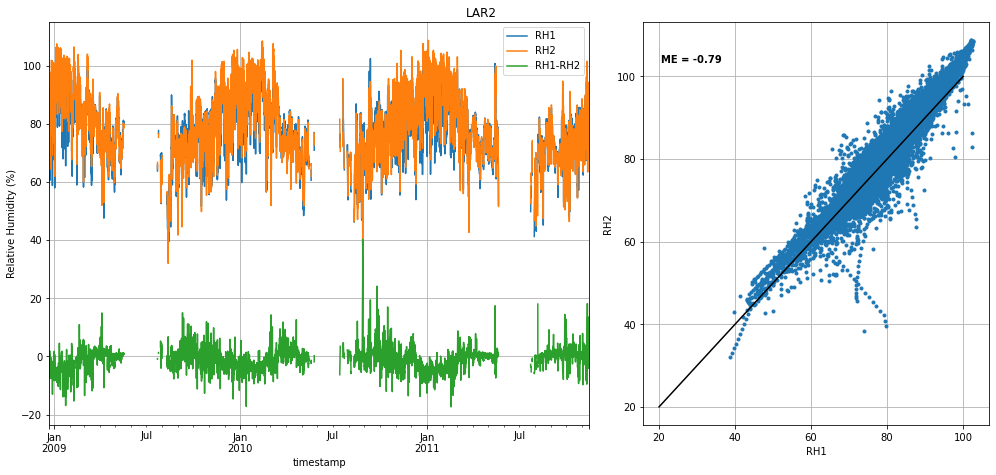 LAR2
RH1
RH2
RH1-RH2
Relative Humidity (%)
100
80
60
40
20
0
−20
Jan
2009
Jul
Jan
2010
Jul
Jan
2011
Jul
timestamp
ME = -0.79
RH2
100
80
60
40
20
20
40
60
80
100
RH1